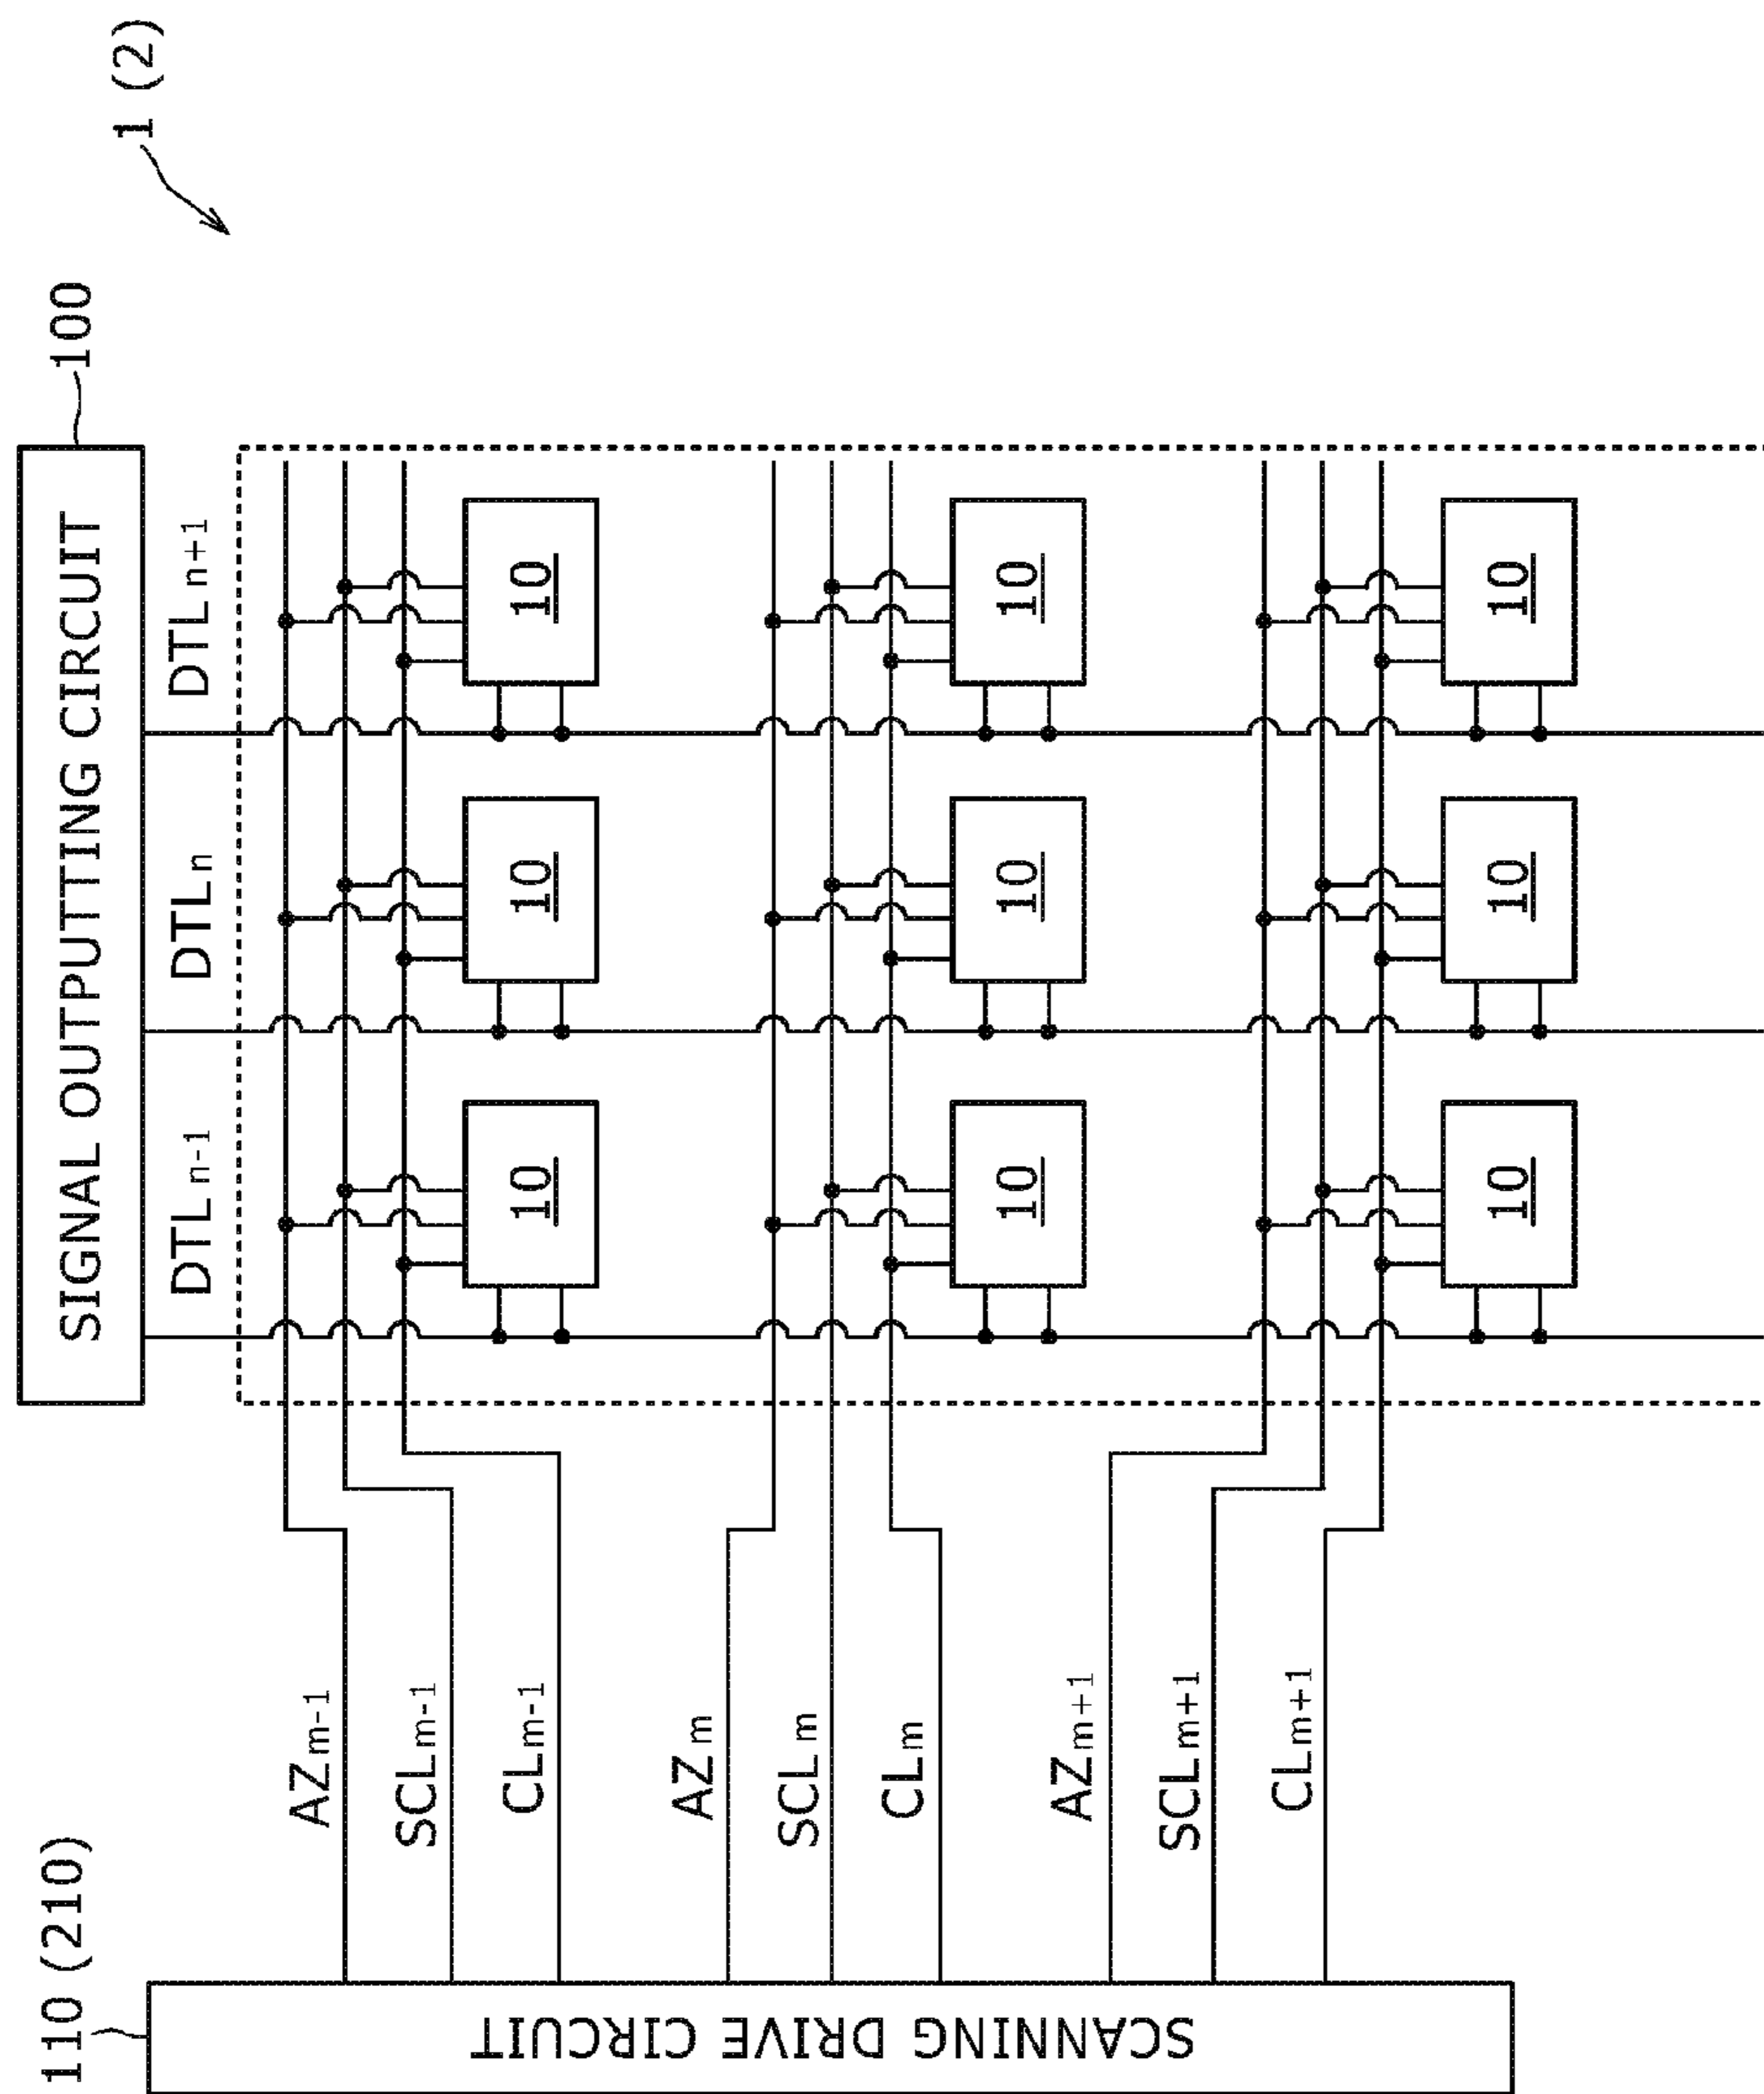 1 (2)
100
SIGNAL OUTPUTTING CIRCUIT
DTLn-1
DTLn
DTLn+1
110 (210)
SCANNING DRIVE CIRCUIT
AZm-1
SCLm-1
CLm-1
AZm
SCLm
CLm
AZm+1
SCLm+1
CLm+1
10
10
10
10
10
10
10
10
10